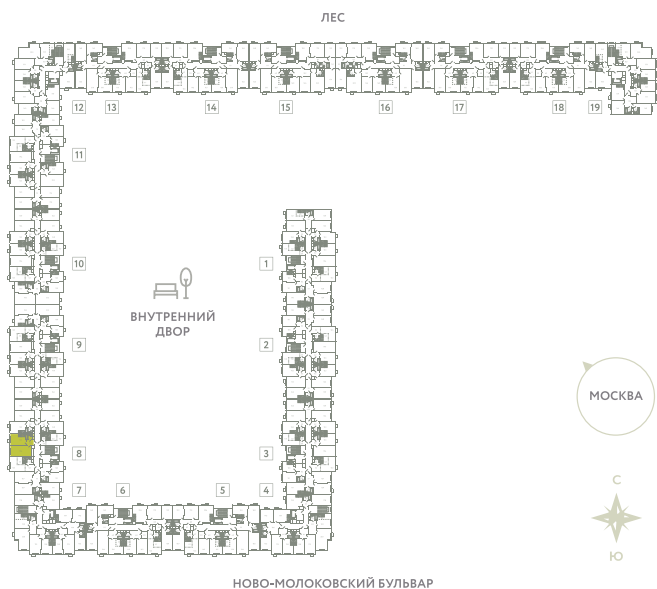 ЛЕС
12 13 14 15 16 17 18 19
11
10 1
ВНУТРЕННИЙ
ДВОР
9 2
МОСКВА
8 3
7 6 5 4
С
Ю
НОВО-МОЛОКОВСКИЙ БУЛЬВАР